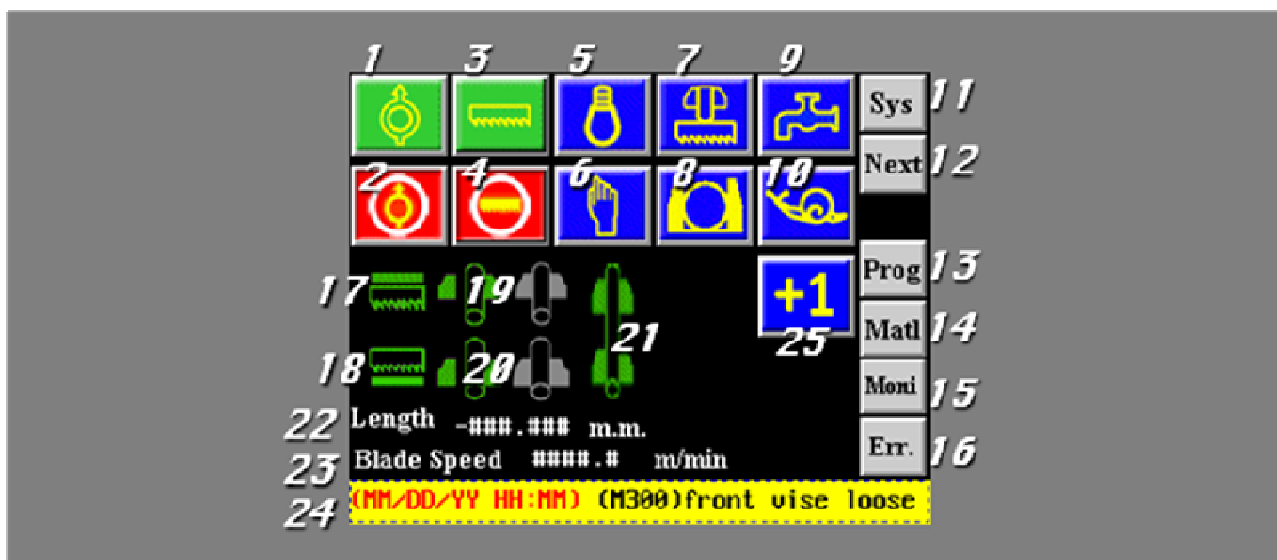 1 3 5 7 9
Sys 11
Next 12
2 4 6 8 10
Prog 13
17 19 +1
21 25 Matl 14
18 20 Moni 15
22 Length -###.### m.m.
Err. 16
23 Blade Speed ####.# m/min
24 (MM/DD/YY HH:MM) (M300)front vise loose